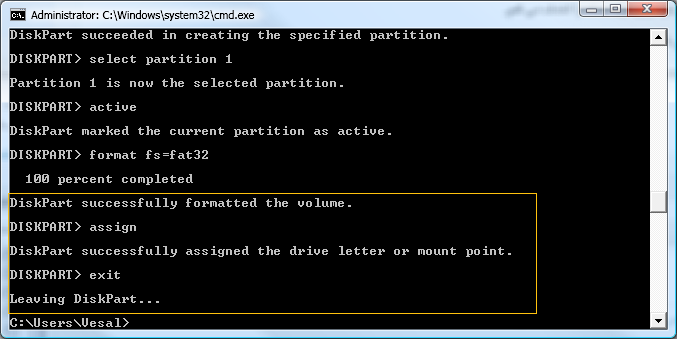 Administrator: C:\Windows\system32\cmd.exe
DiskPart succeeded in creating the specified partition.
DISKPART> select partition 1
Partition 1 is now the selected partition.
DISKPART> active
DiskPart marked the current partition as active.
DISKPART> format fs=fat32
100 percent completed
DiskPart successfully formatted the volume.
DISKPART> assign
DiskPart successfully assigned the drive letter or mount point.
DISKPART> exit
Leaving DiskPart...
C:\Users\Vesal>